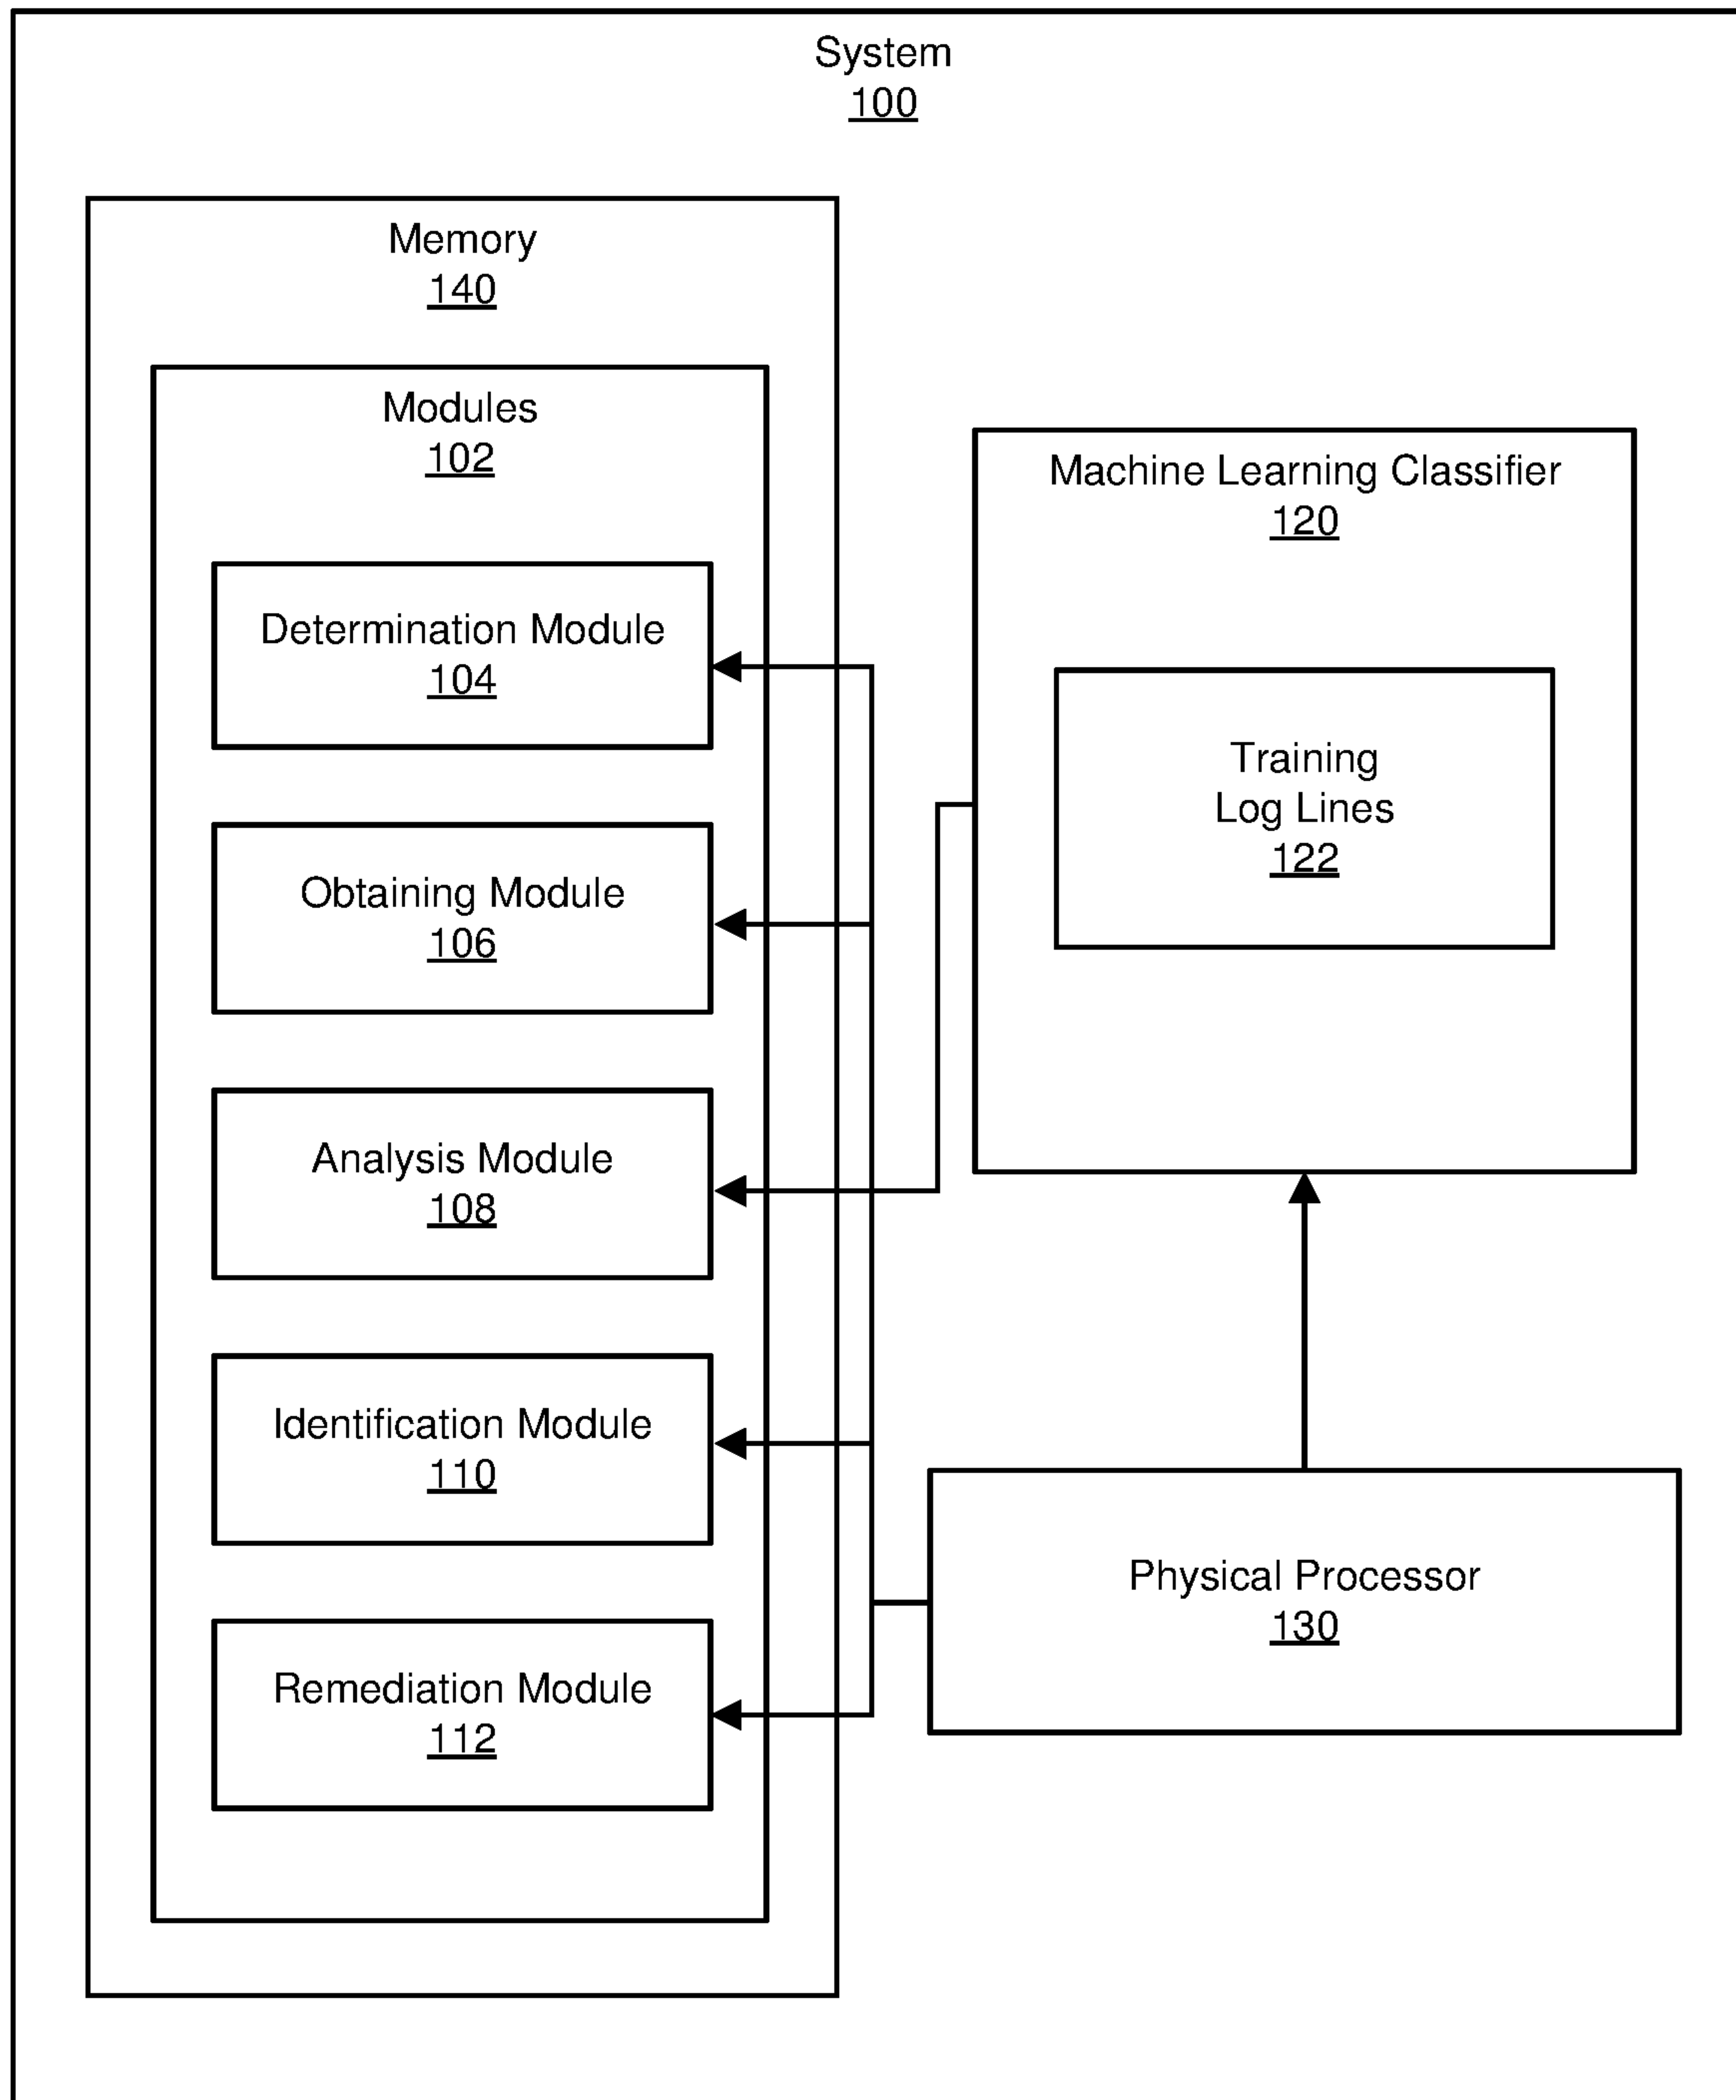 System
100
Memory
140
Modules
102
Determination Module
104
Obtaining Module
106
Analysis Module
108
Identification Module
110
Remediation Module
112
Machine Learning Classifier
120
Training
Log Lines
122
Physical Processor
130